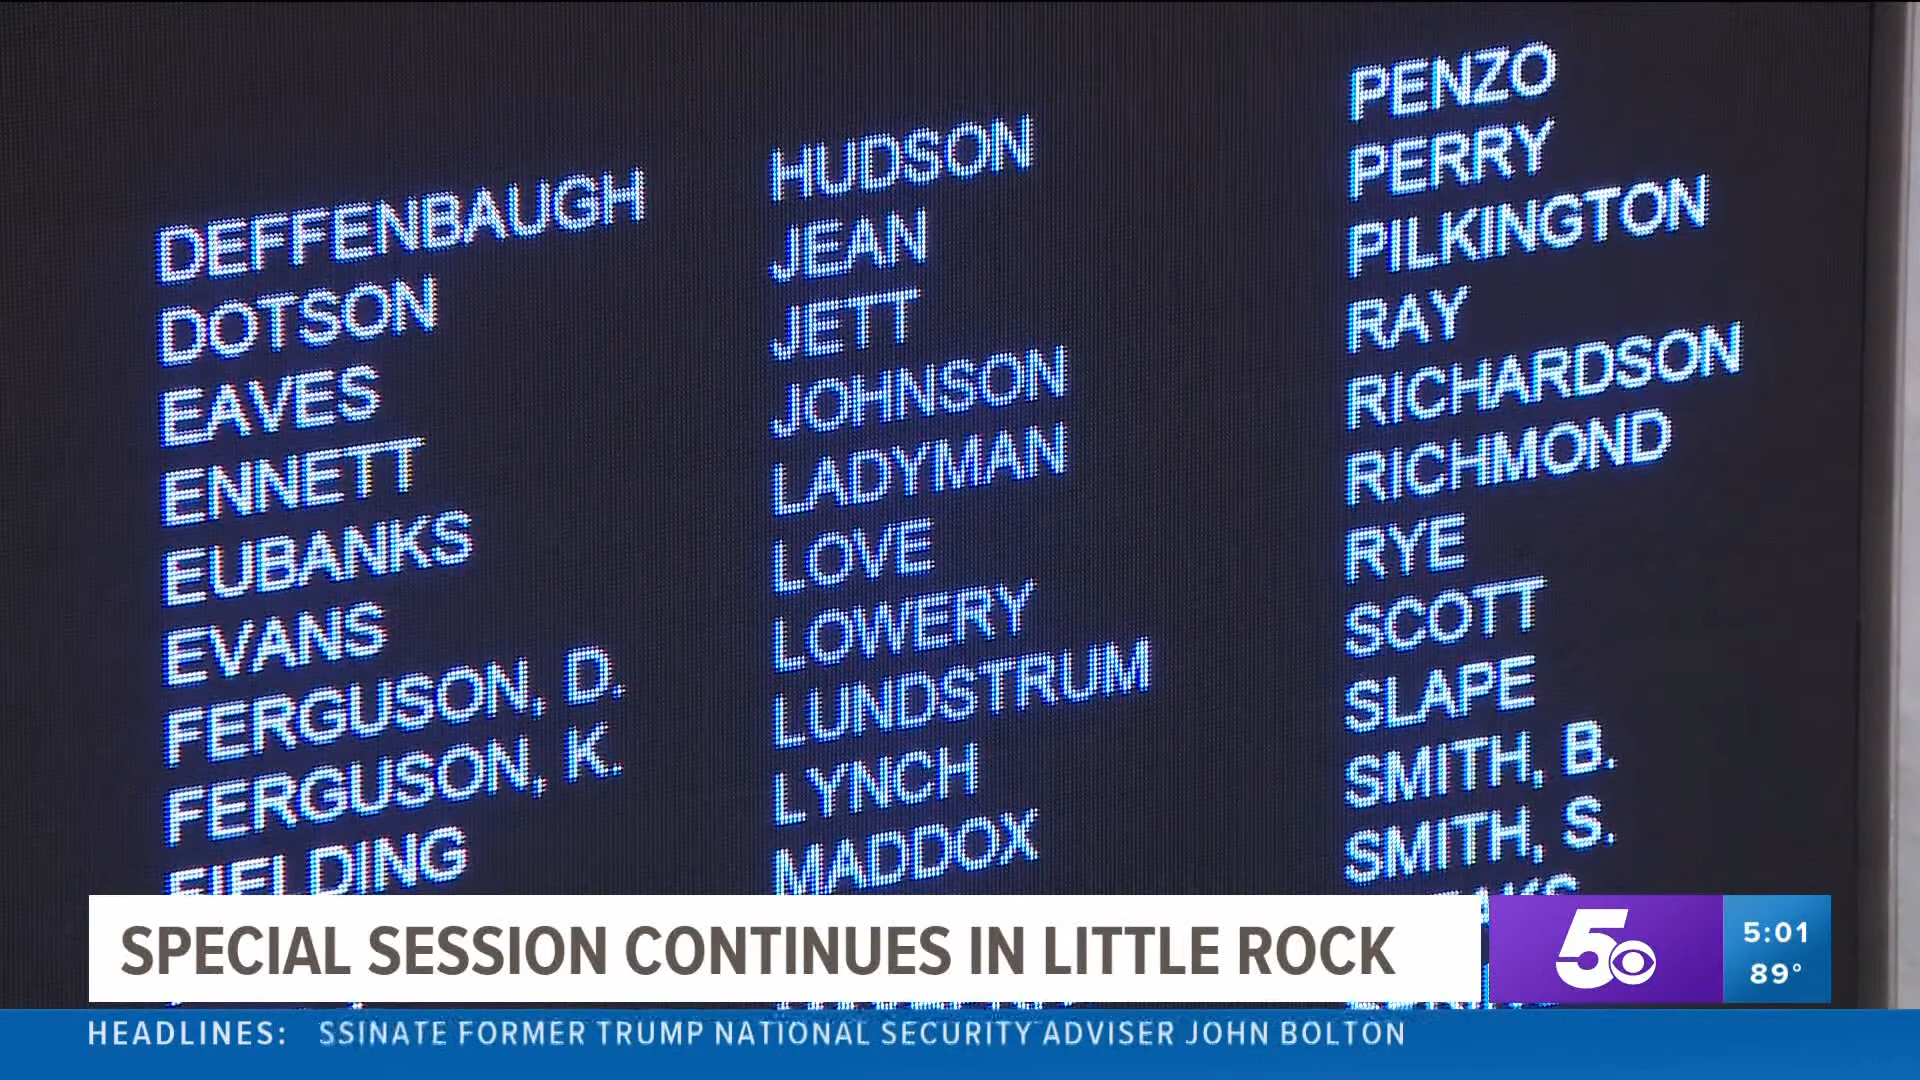 DEFFENBAUGH
DOTSON
EAVES
ENNETT
EUBANKS
EVANS
FERGUSON, D.
FERGUSON, K.
FIELDING
HUDSON
JEAN
JETT
JOHNSON
LADYMAN
LOVE
LOWERY
LUNDSTRUM
LYNCH
MADDOX
PENZO
PERRY
PILKINGTON
RAY
RICHARDSON
RICHMOND
RYE
SCOTT
SLAPE
SMITH, B.
SMITH, S.
SPECIAL SESSION CONTINUES IN LITTLE ROCK
5
5:01
89°
HEADLINES: SSINATE FORMER TRUMP NATIONAL SECURITY ADVISER JOHN BOLTON